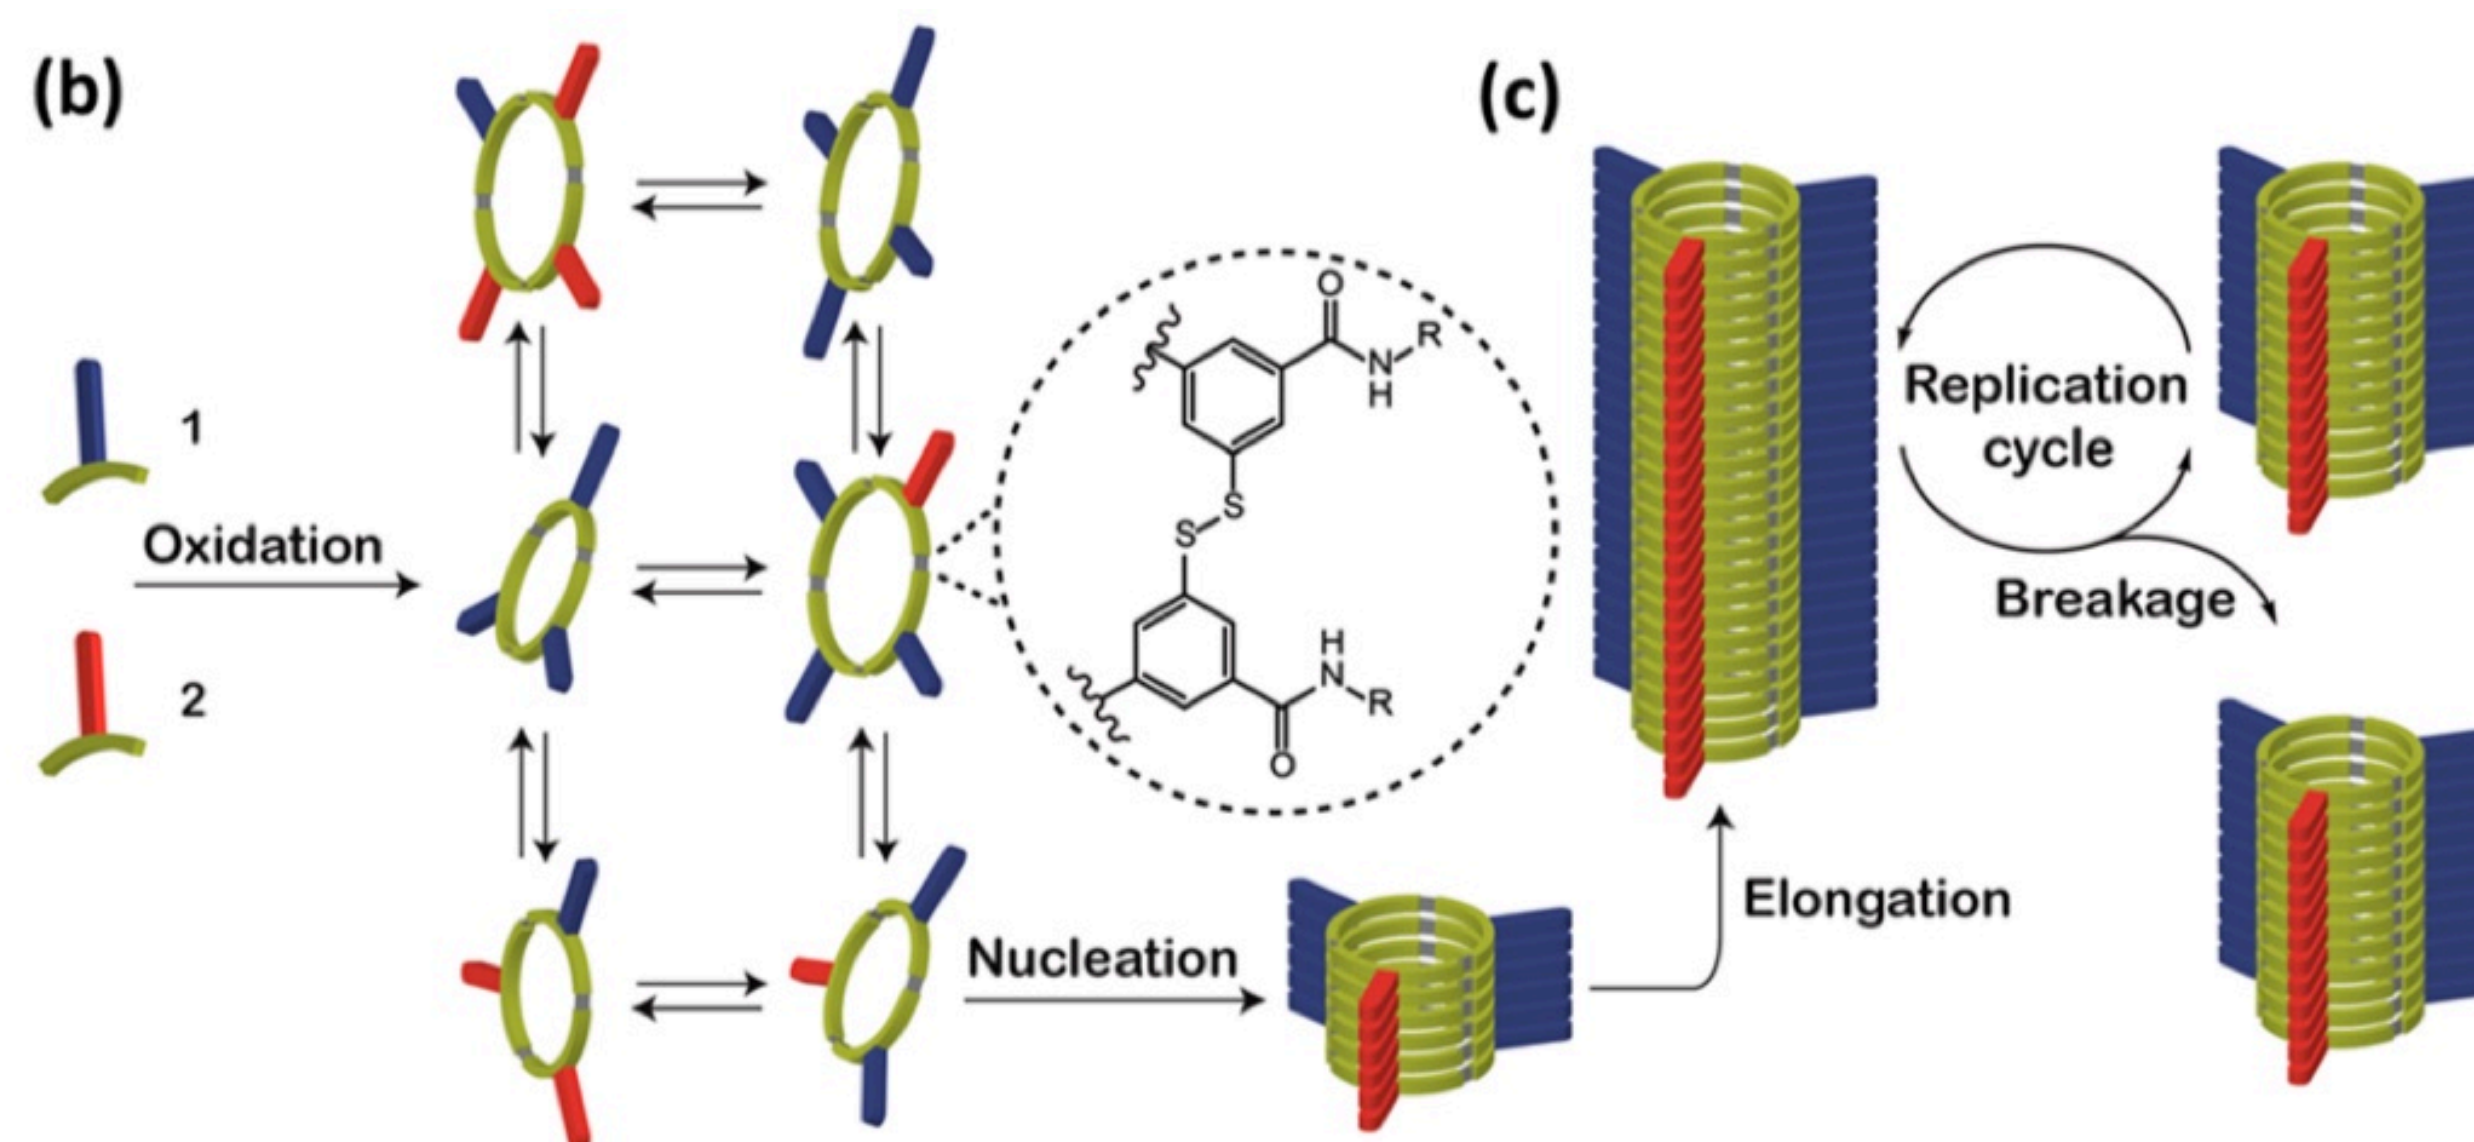 (b)
(c)
1
Oxidation
2
O
N
H
R
S
S
H
N
R
O
Replication
cycle
Breakage
Nucleation
Elongation